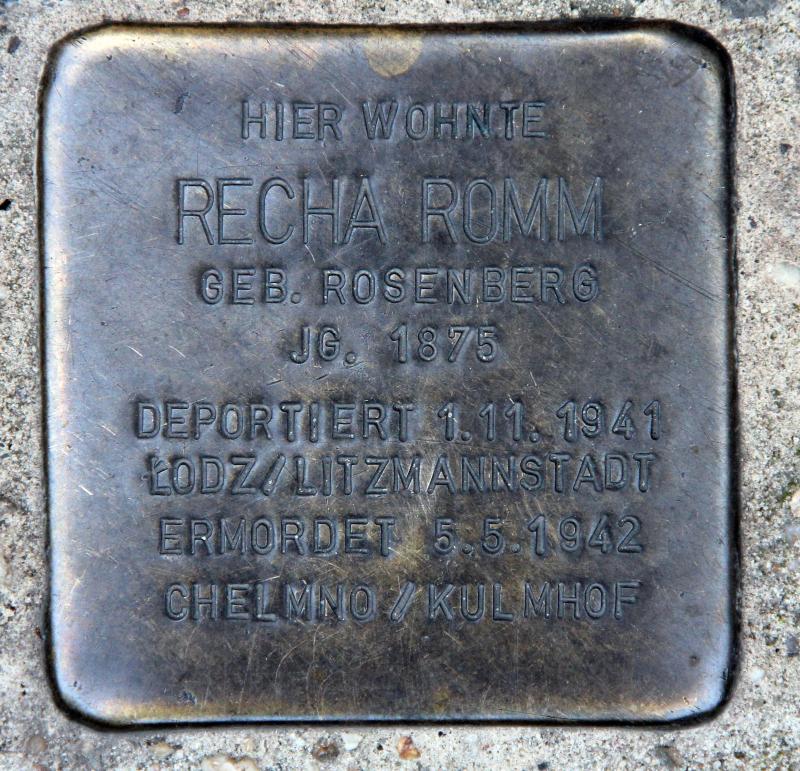 HIER WOHNTE
RECHA ROMM
GEB. ROSENBERG
JG. 1875
DEPORTIERT 1.11.1941
ŁODZ/LITZMANNSTADT
ERMORDET 5.5.1942
CHELMNO/KULMHOF